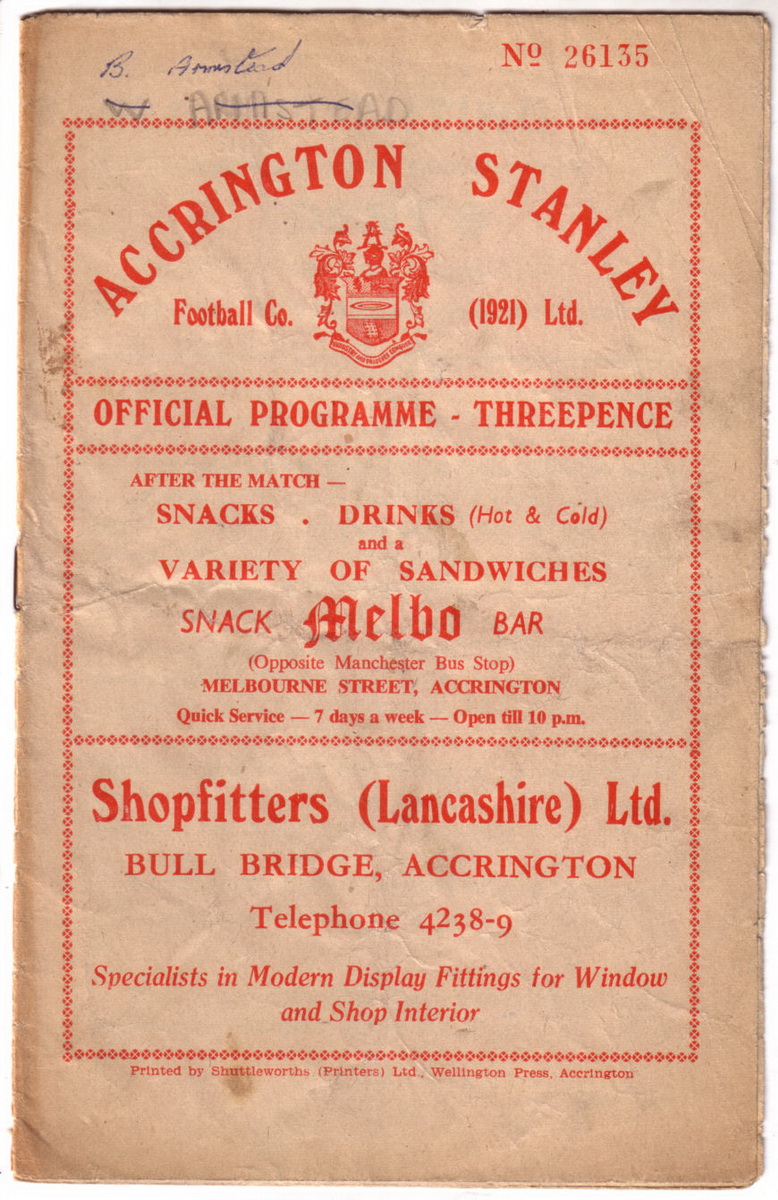 Nº 26135
B. Armstead
ARMSTEAD
ACCRINGTON STANLEY
Football Co. (1921) Ltd.
OFFICIAL PROGRAMME - THREEPENCE
AFTER THE MATCH —
SNACKS . DRINKS (Hot & Cold)
and a
VARIETY OF SANDWICHES
SNACK Melbo BAR
(Opposite Manchester Bus Stop)
MELBOURNE STREET, ACCRINGTON
Quick Service — 7 days a week — Open till 10 p.m.
Shopfitters (Lancashire) Ltd.
BULL BRIDGE, ACCRINGTON
Telephone 4238-9
Specialists in Modern Display Fittings for Window
and Shop Interior
Printed by Shuttleworths (Printers) Ltd., Wellington Press, Accrington